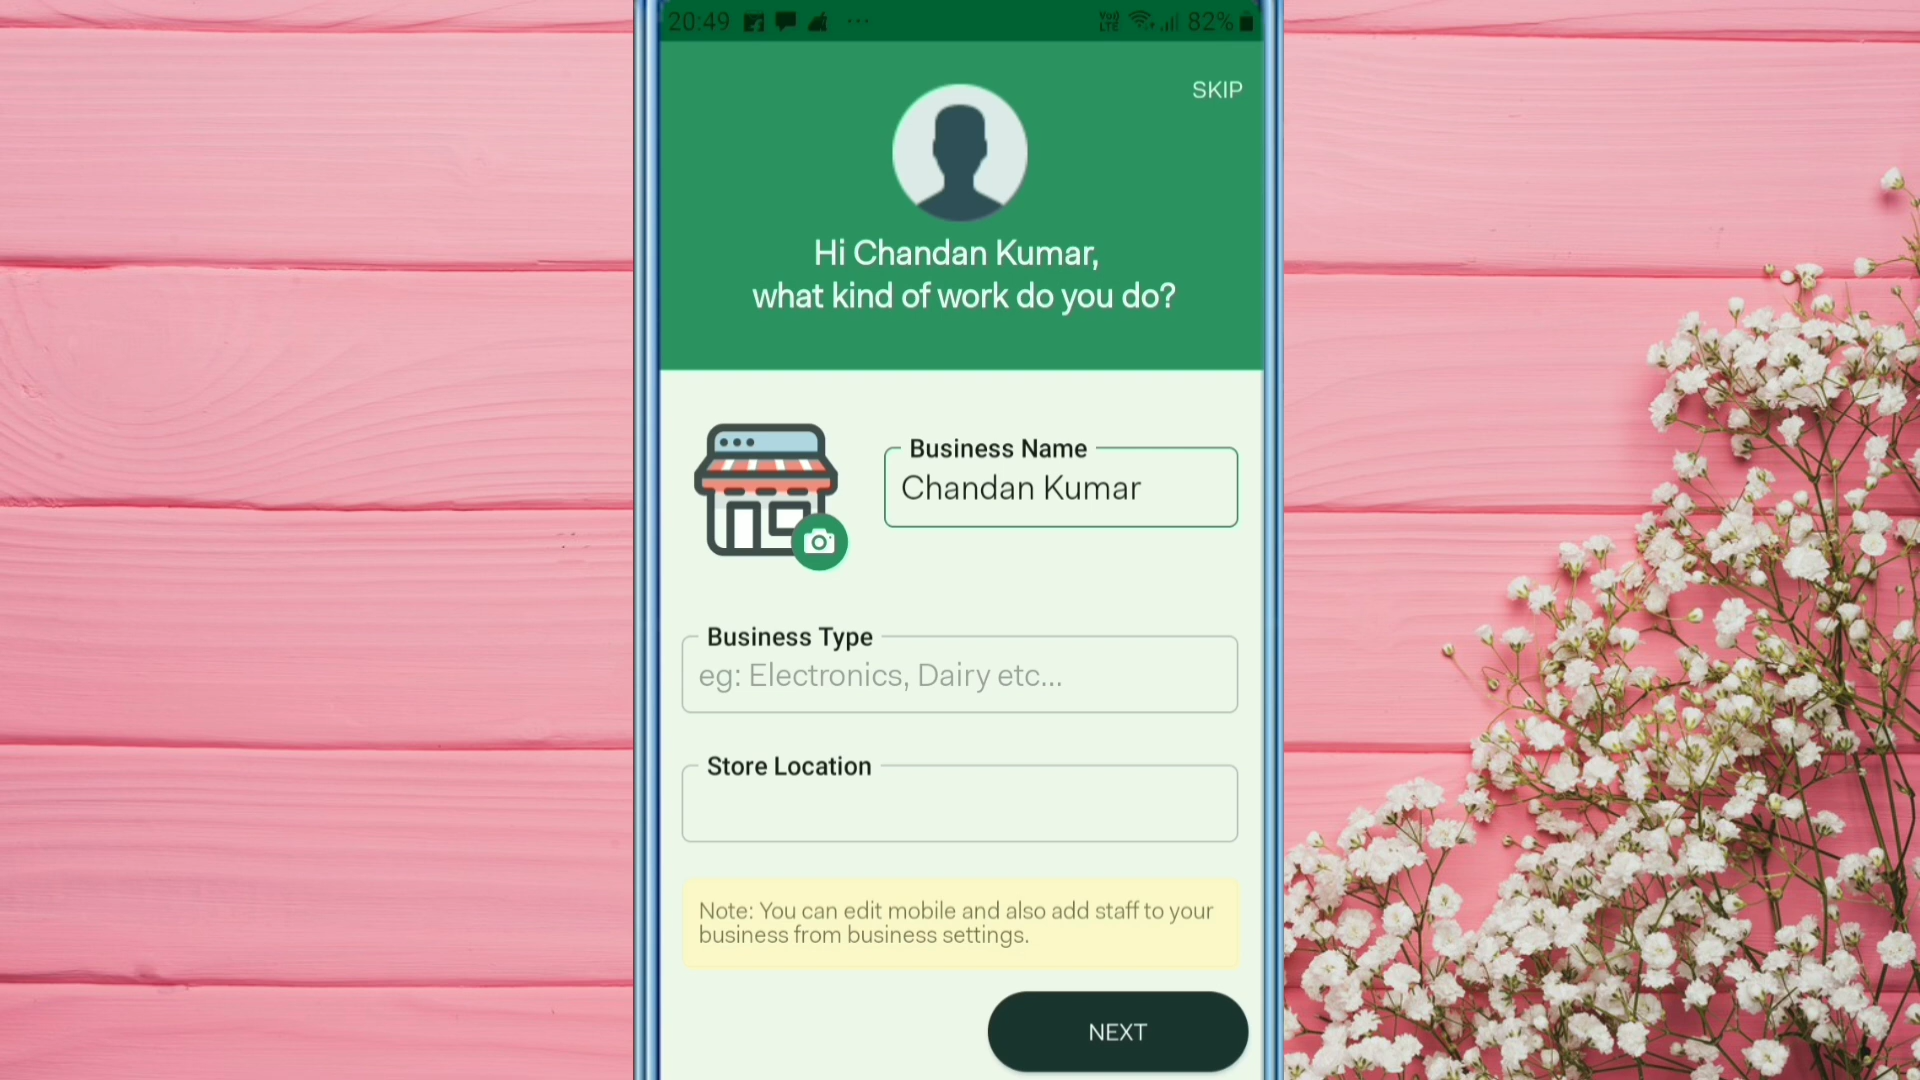 20:49 ... Vo)) LTE 82%
SKIP
Hi Chandan Kumar,
what kind of work do you do?
Business Name
Chandan Kumar
Business Type
eg: Electronics, Dairy etc...
Store Location
Note: You can edit mobile and also add staff to your
business from business settings.
NEXT